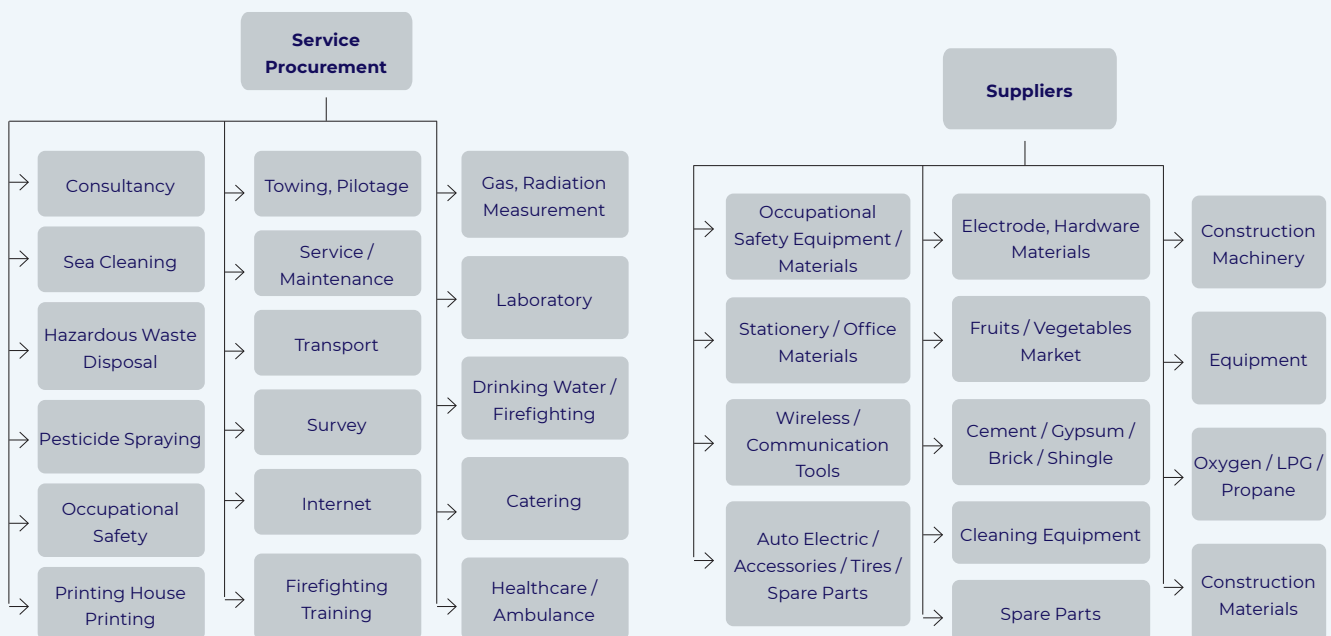 Service
Procurement
Consultancy
Sea Cleaning
Hazardous Waste
Disposal
Pesticide Spraying
Occupational
Safety
Printing House
Printing
Towing, Pilotage
Service /
Maintenance
Transport
Survey
Internet
Firefighting
Training
Gas, Radiation
Measurement
Laboratory
Drinking Water /
Firefighting
Catering
Healthcare /
Ambulance
Suppliers
Occupational
Safety Equipment /
Materials
Stationery / Office
Materials
Wireless /
Communication
Tools
Auto Electric /
Accessories / Tires /
Spare Parts
Electrode, Hardware
Materials
Fruits / Vegetables
Market
Cement / Gypsum /
Brick / Shingle
Cleaning Equipment
Spare Parts
Construction
Machinery
Equipment
Oxygen / LPG /
Propane
Construction
Materials